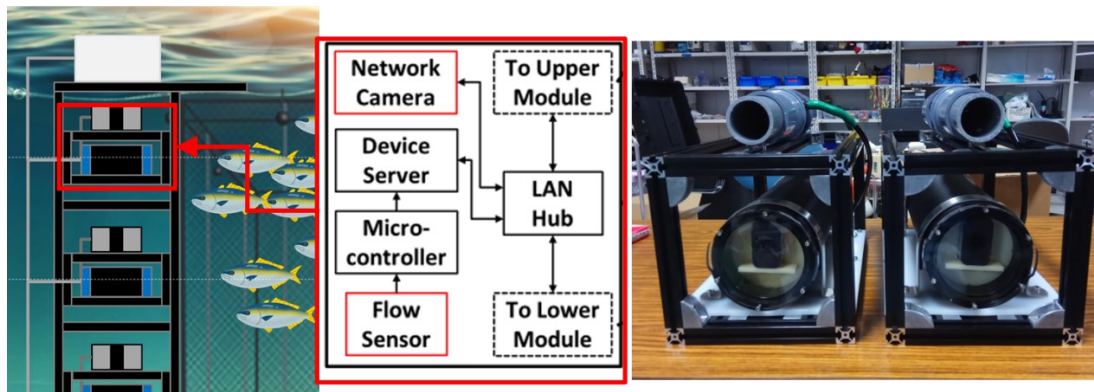 Network
Camera
To Upper
Module
Device
Server
LAN
Hub
Micro-
controller
Flow
Sensor
To Lower
Module